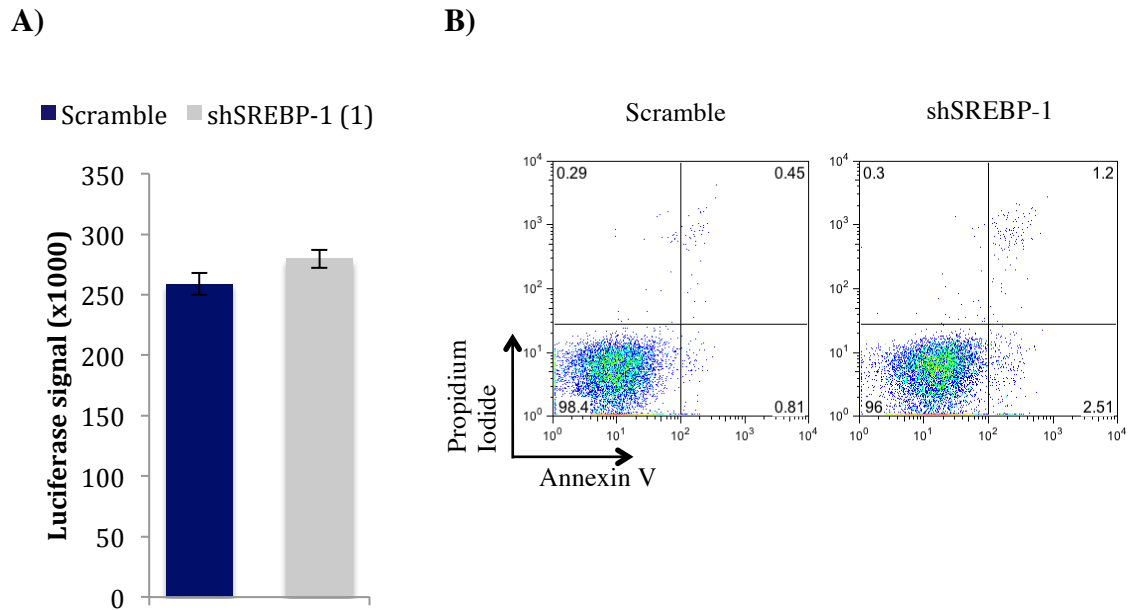 A)
B)
Scramble shSREBP-1 (1)
Luciferase signal (x1000)
350
300
250
200
150
100
50
0
Scramble
shSREBP-1
10⁴
10³
10²
10¹
10⁰
0.29
0.45
98.4
0.81
10⁰ 10¹ 10² 10³ 10⁴
10⁴
10³
10²
10¹
10⁰
0.3
1.2
96
2.51
10⁰ 10¹ 10² 10³ 10⁴
Propidium
Iodide
Annexin V